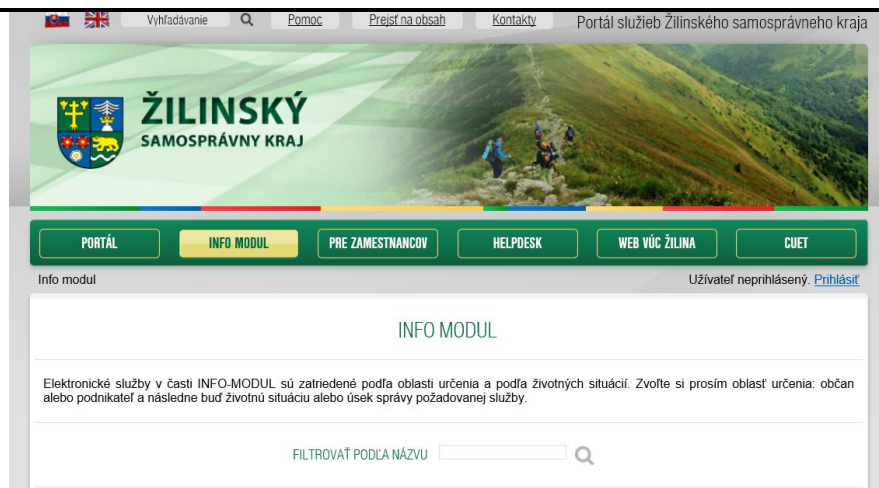 Vyhľadávanie Pomoc Prejsť na obsah Kontakty Portál služieb Žilinského samosprávneho kraja
ŽILINSKÝ
SAMOSPRÁVNY KRAJ
PORTÁL INFO MODUL PRE ZAMESTNANCOV HELPDESK WEB VÚC ŽILINA CUET
Info modul Užívateľ neprihlásený. Prihlásiť
INFO MODUL
Elektronické služby v časti INFO-MODUL sú zatriedené podľa oblasti určenia a podľa životných situácií. Zvoľte si prosím oblasť určenia: občan
alebo podnikateľ a následne buď životnú situáciu alebo úsek správy požadovanej služby.
FILTROVAŤ PODĽA NÁZVU